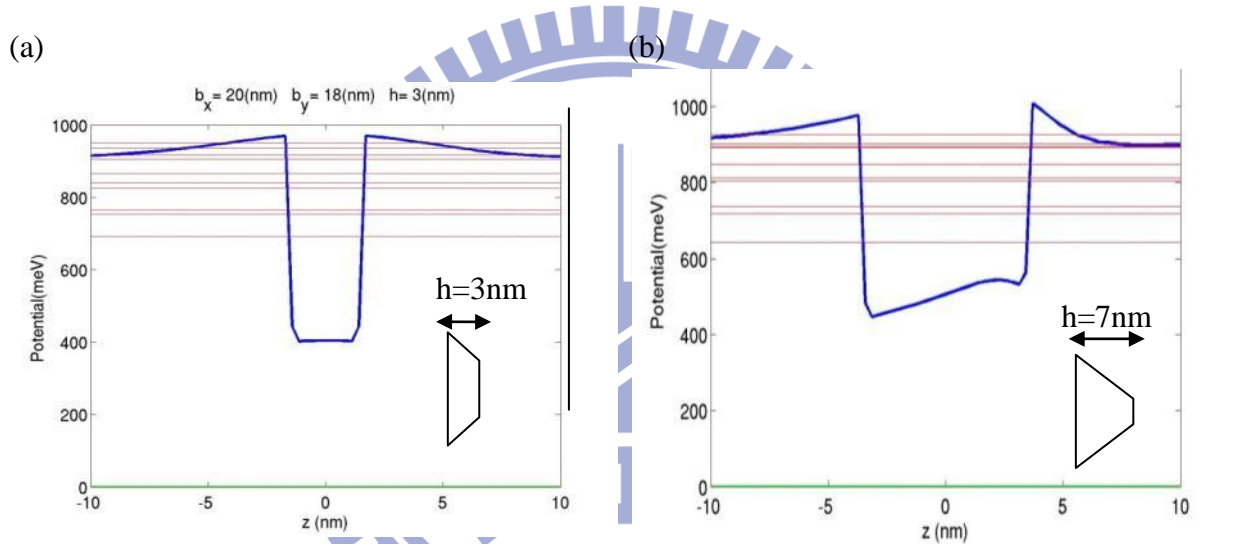 (a)
b_x= 20(nm) b_y= 18(nm) h= 3(nm)
1000
800
600
400
200
0
Potential(meV)
h=3nm
-10
-5
0
5
10
z (nm)
(b)
1000
800
600
400
200
0
Potential(meV)
h=7nm
-10
-5
0
5
10
z (nm)